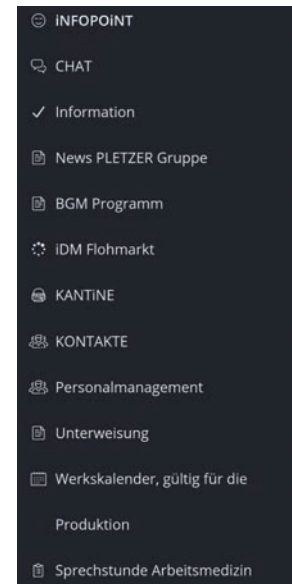 iNFOPOiNT
CHAT
Information
News PLETZER Gruppe
BGM Programm
iDM Flohmarkt
KANTiNE
KONTAKTE
Personalmanagement
Unterweisung
Werkskalender, gültig für die
Produktion
Sprechstunde Arbeitsmedizin